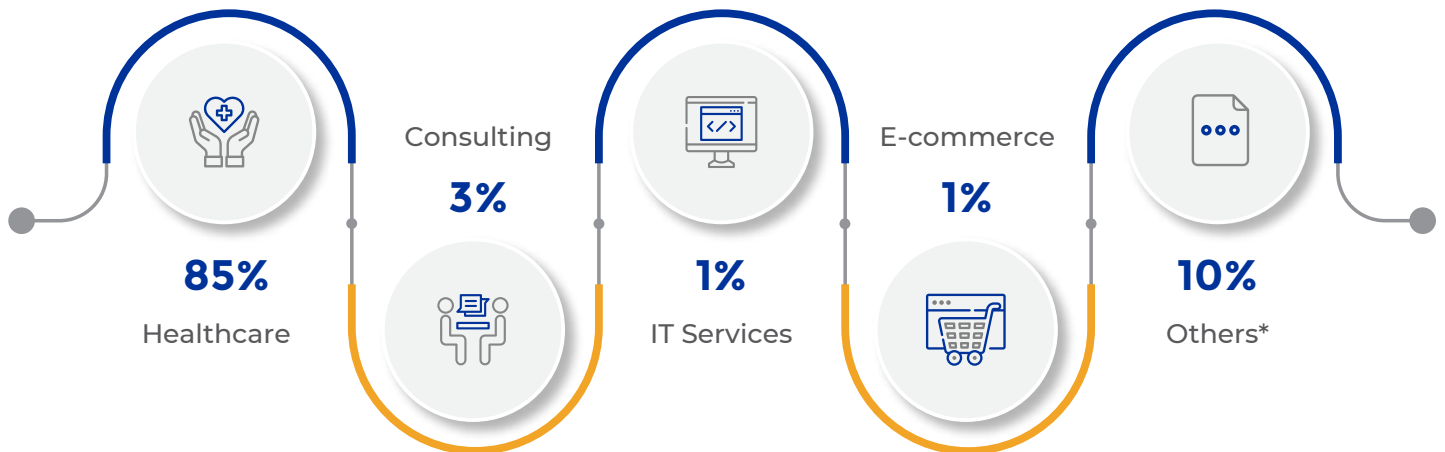 85%
Healthcare
Consulting
3%
1%
IT Services
E-commerce
1%
10%
Others*